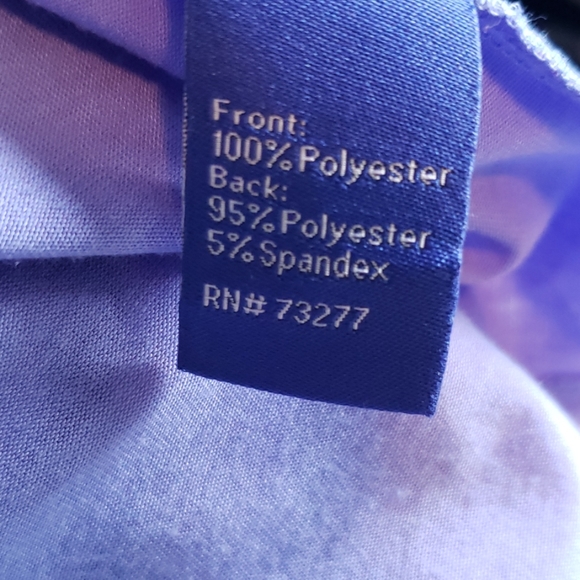 Front:
100% Polyester
Back:
95% Polyester
5% Spandex
RN# 73277